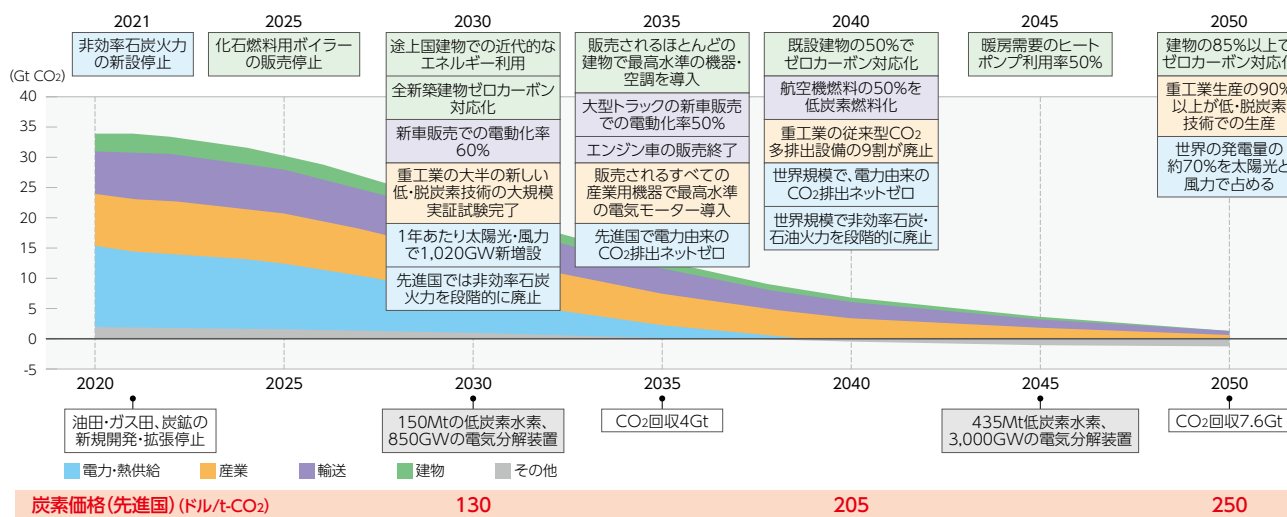 2021
2025
2030
2035
2040
2045
2050
非効率石炭火力
の新設停止
化石燃料用ボイラー
の販売停止
途上国建物での近代的な
エネルギー利用
全新築建物ゼロカーボン
対応化
新車販売での電動化率
60%
重工業の大半の新しい
低・脱炭素技術の大規模
実証試験完了
1年あたり太陽光・風力
で1,020GW新増設
先進国では非効率石炭
火力を段階的に廃止
販売されるほとんどの
建物で最高水準の機器・
空調を導入
大型トラックの新車販売
での電動化率50%
エンジン車の販売終了
販売されるすべての
産業用機器で最高水準
の電気モーター導入
先進国で電力由来の
CO2排出ネットゼロ
既設建物の50%で
ゼロカーボン対応化
航空機燃料の50%を
低炭素燃料化
重工業の従来型CO2
多排出設備の9割が廃止
世界規模で、電力由来の
CO2排出ネットゼロ
世界規模で非効率石炭・
石油火力を段階的に廃止
暖房需要のヒート
ポンプ利用率50%
建物の85%以上で
ゼロカーボン対応化
重工業生産の90%
以上が低・脱炭素
技術での生産
世界の発電量の
約70%を太陽光と
風力で占める
(Gt CO2)
40
35
30
25
20
15
10
5
0
-5
2020
2025
2030
2035
2040
2045
2050
油田・ガス田、炭鉱の
新規開発・拡張停止
150Mtの低炭素水素、
850GWの電気分解装置
CO2回収4Gt
435Mt低炭素水素、
3,000GWの電気分解装置
CO2回収7.6Gt
電力・熱供給 産業 輸送 建物 その他
炭素価格(先進国)(ドル/t-CO2) 130 205 250